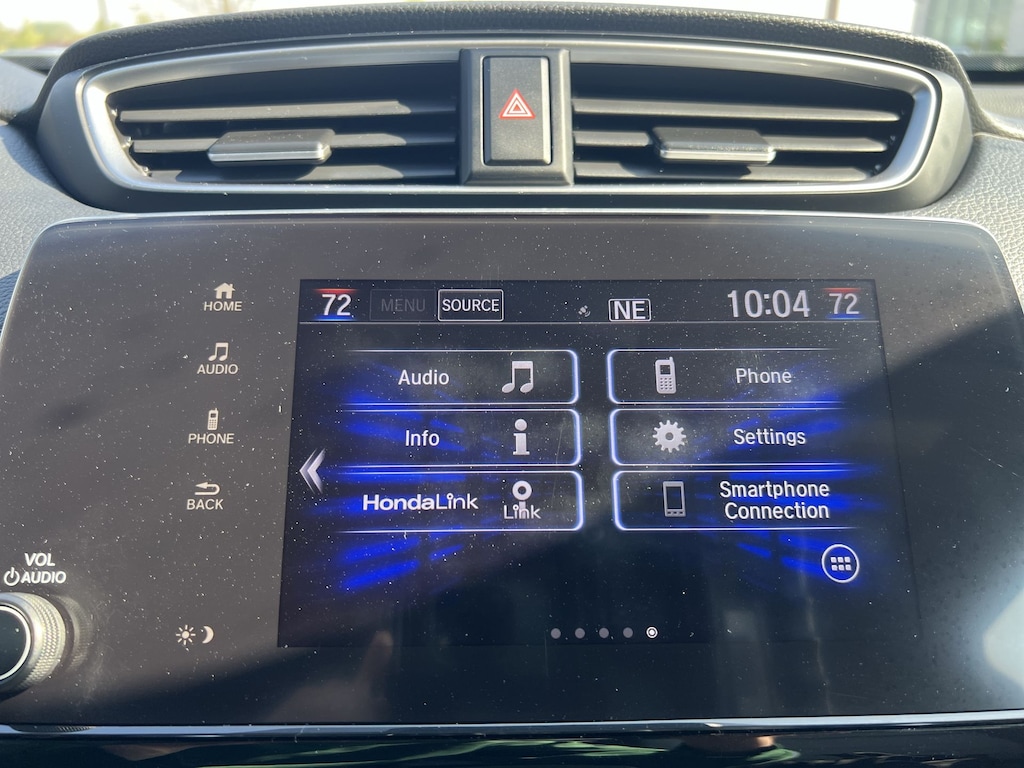 72 MENU SOURCE NE 10:04 72
HOME
AUDIO
PHONE
BACK
VOL
AUDIO
Audio
Phone
Info
Settings
HondaLink
Link
Smartphone
Connection